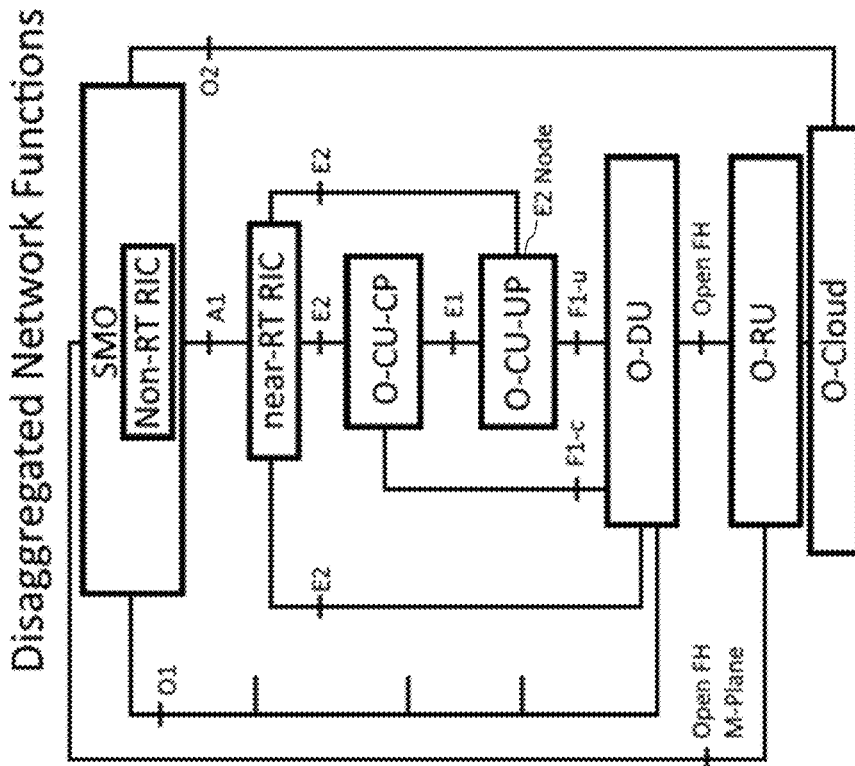 Disaggregated Network Functions
SMO
Non-RT RIC
O2
A1
O1
near-RT RIC
E2
E2
E2
O-CU-CP
E1
O-CU-UP
E2 Node
F1-c
F1-u
O-DU
Open FH
Open FH
M-Plane
O-RU
O-Cloud